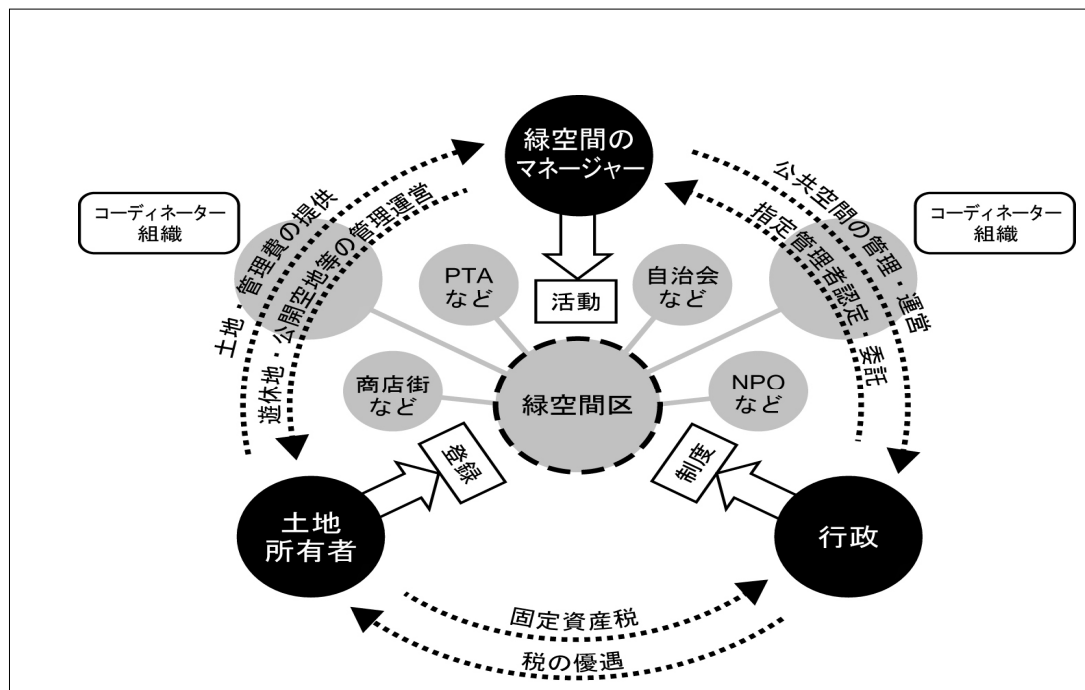 緑空間の
マネージャー
コーディネーター
組織
コーディネーター
組織
土地・管理費の提供
遊休地・公開空地等の管理運営
公共空間の管理・運営
指定管理者認定・委託
PTA
など
活動
自治会
など
商店街
など
緑空間区
NPO
など
登録
制度
土地
所有者
行政
固定資産税
税の優遇